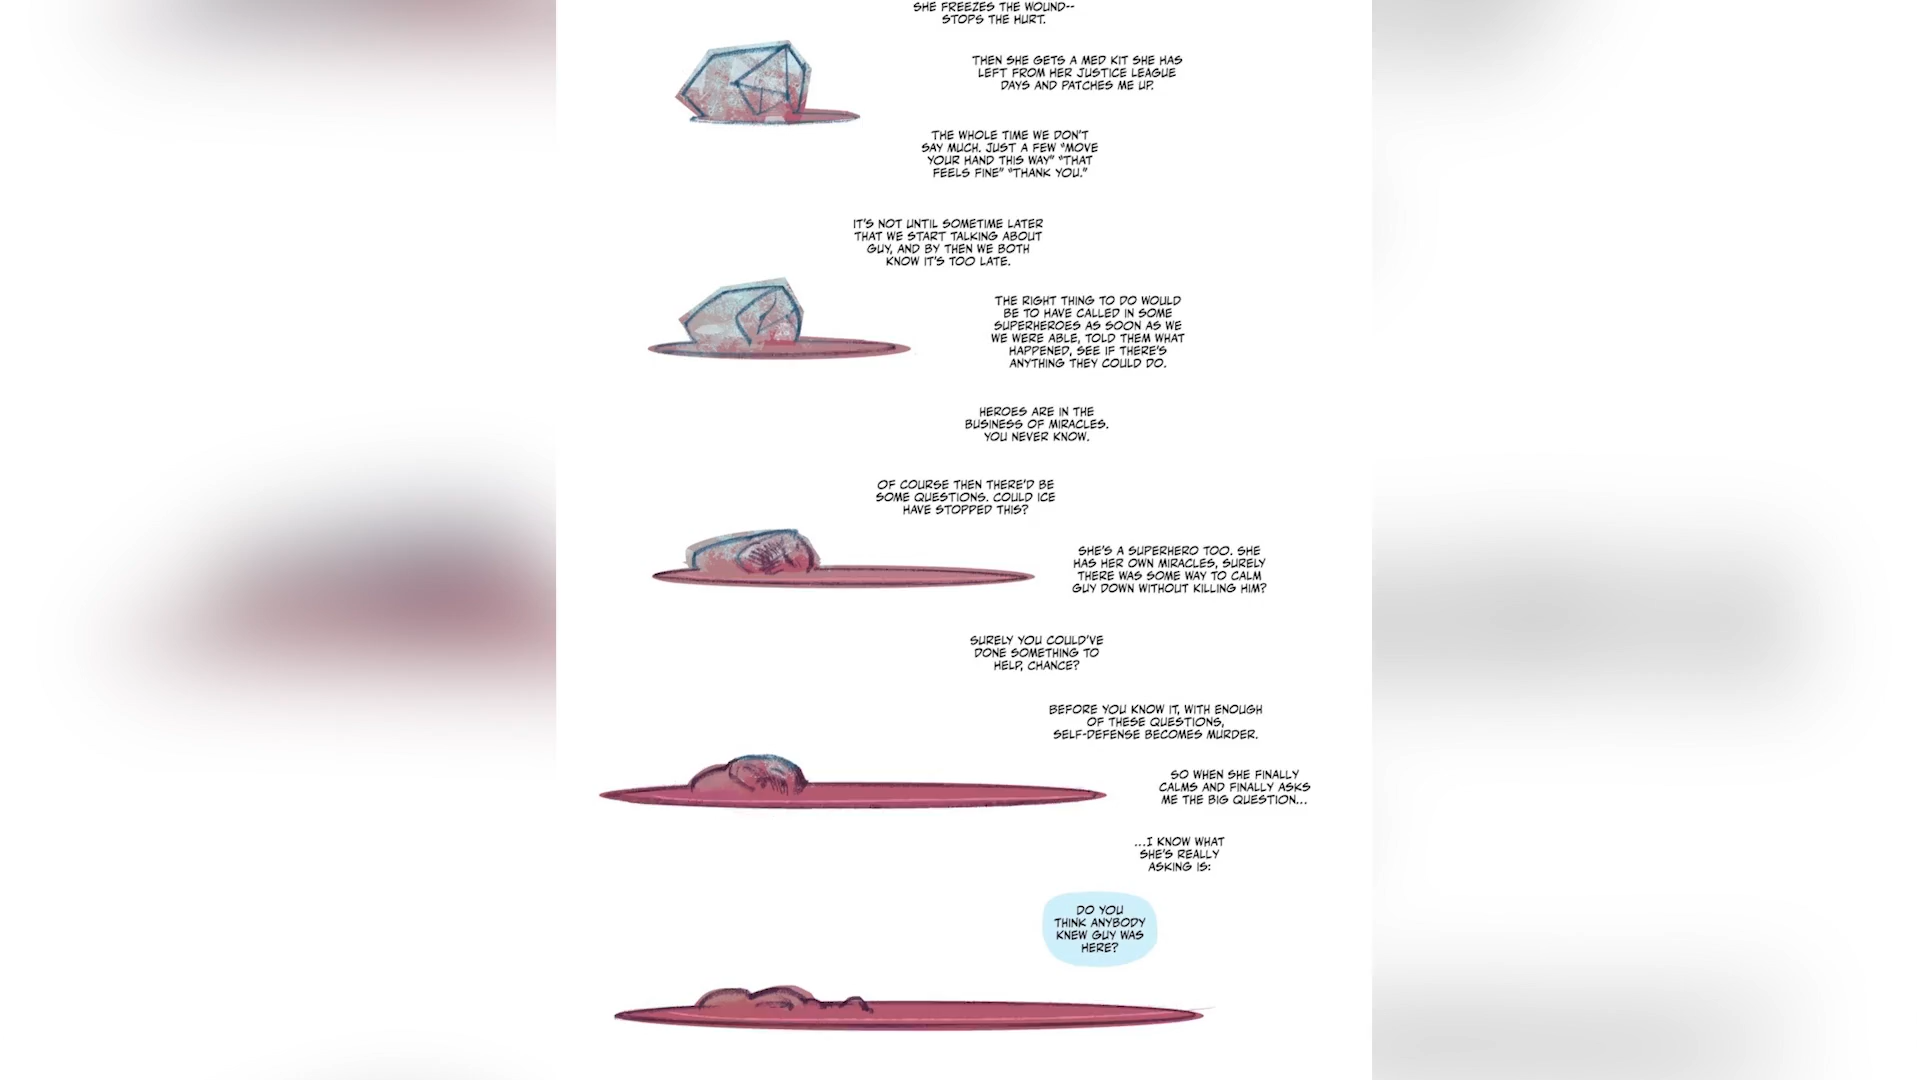 SHE FREEZES THE WOUND--
STOPS THE HURT.
THEN SHE GETS A MED KIT SHE HAS
LEFT FROM HER JUSTICE LEAGUE
DAYS AND PATCHES ME UP.
THE WHOLE TIME WE DON'T
SAY MUCH. JUST A FEW "MOVE
YOUR HAND THIS WAY" "THAT
FEELS FINE" "THANK YOU."
IT'S NOT UNTIL SOMETIME LATER
THAT WE START TALKING ABOUT
GUY, AND BY THEN WE BOTH
KNOW IT'S TOO LATE.
THE RIGHT THING TO DO WOULD
BE TO HAVE CALLED IN SOME
SUPERHEROES AS SOON AS WE
WE WERE ABLE, TOLD THEM WHAT
HAPPENED, SEE IF THERE'S
ANYTHING THEY COULD DO.
HEROES ARE IN THE
BUSINESS OF MIRACLES.
YOU NEVER KNOW.
OF COURSE THEN THERE'D BE
SOME QUESTIONS. COULD ICE
HAVE STOPPED THIS?
SHE'S A SUPERHERO TOO. SHE
HAS HER OWN MIRACLES, SURELY
THERE WAS SOME WAY TO CALM
GUY DOWN WITHOUT KILLING HIM?
SURELY YOU COULD'VE
DONE SOMETHING TO
HELP, CHANCE?
BEFORE YOU KNOW IT, WITH ENOUGH
OF THESE QUESTIONS,
SELF-DEFENSE BECOMES MURDER.
SO WHEN SHE FINALLY
CALMS AND FINALLY ASKS
ME THE BIG QUESTION...
...I KNOW WHAT
SHE'S REALLY
ASKING IS:
DO YOU
THINK ANYBODY
KNEW GUY WAS
HERE?